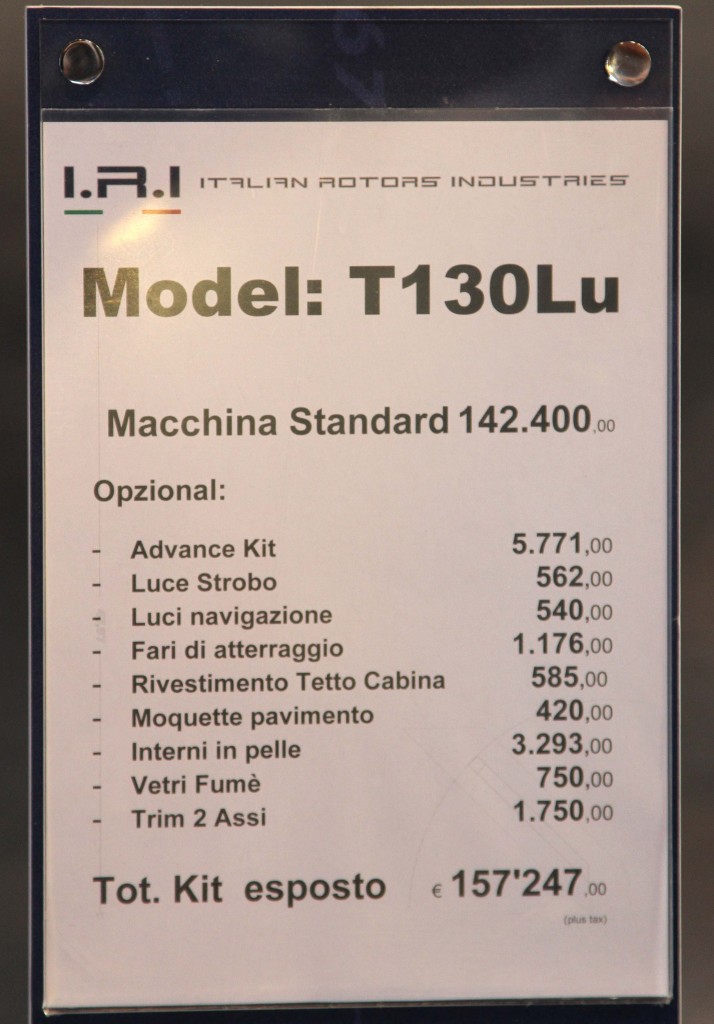 I.R.I ITALIAN ROTORS INDUSTRIES
Model: T130Lu
Macchina Standard 142.400,00
Opzional:
- Advance Kit 5.771,00
- Luce Strobo 562,00
- Luci navigazione 540,00
- Fari di atterraggio 1.176,00
- Rivestimento Tetto Cabina 585,00
- Moquette pavimento 420,00
- Interni in pelle 3.293,00
- Vetri Fumè 750,00
- Trim 2 Assi 1.750,00
Tot. Kit esposto € 157'247,00
(plus tax)